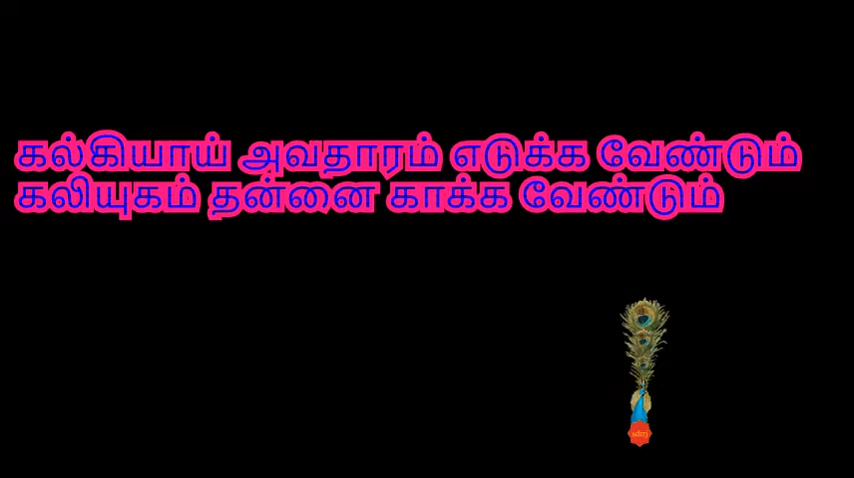 கல்கியாய் அவதாரம் எடுக்க வேண்டும்
கலியுகம் தன்னை காக்க வேண்டும்